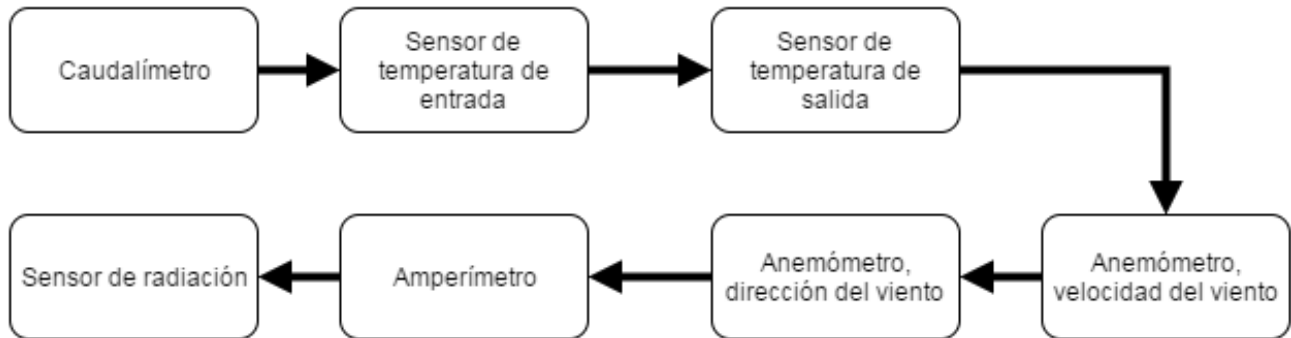 Caudalímetro
Sensor de
temperatura de
entrada
Sensor de
temperatura de
salida
Anemómetro,
velocidad del viento
Anemómetro,
dirección del viento
Amperímetro
Sensor de radiación